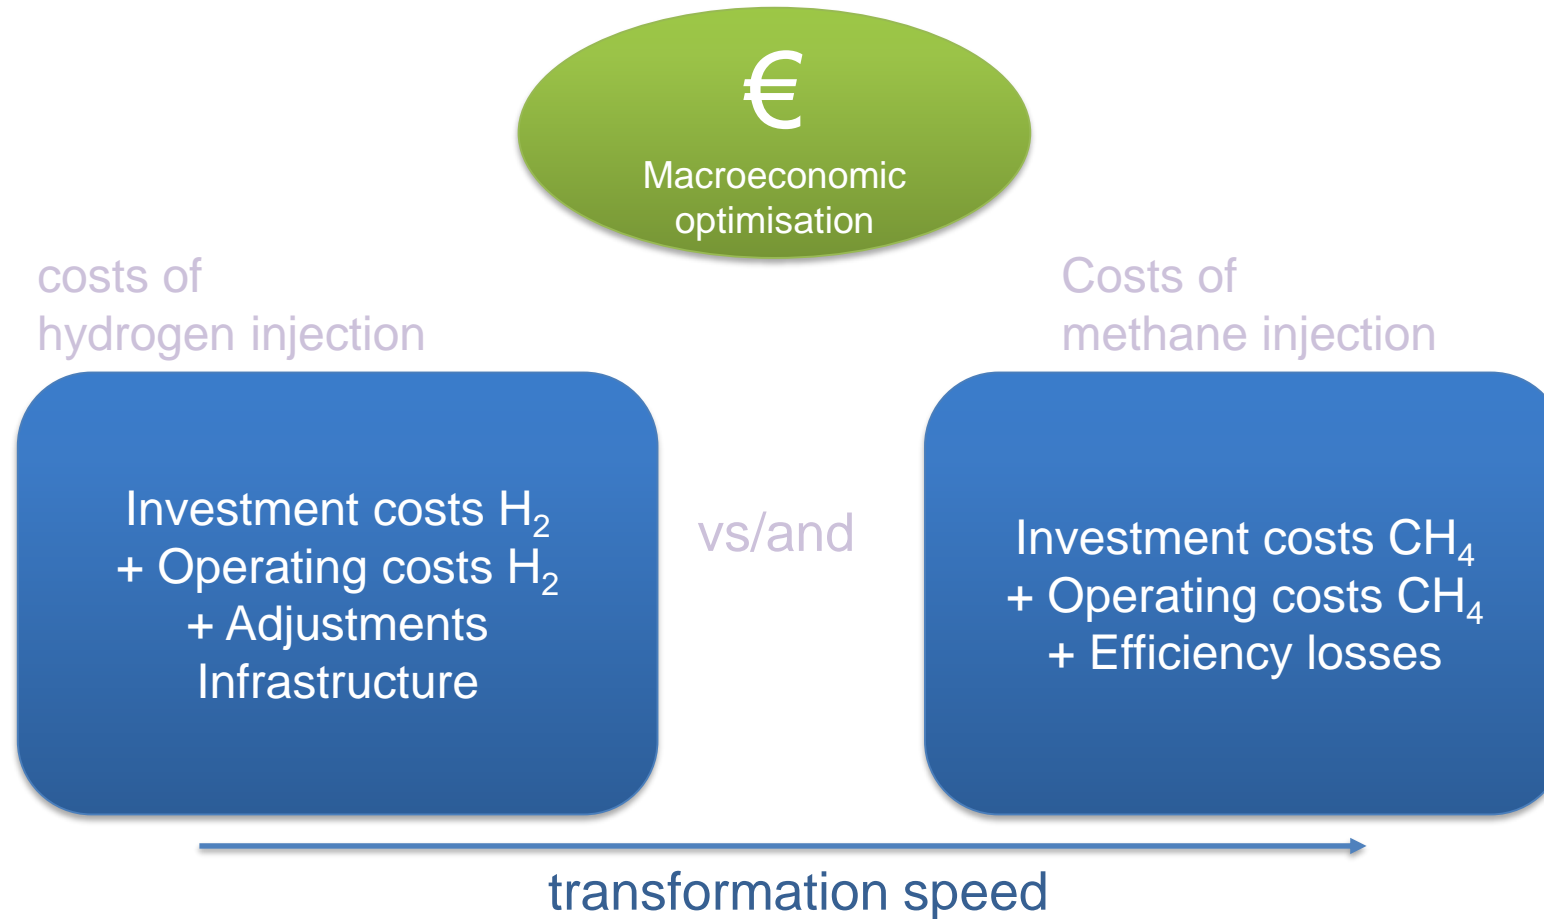 €
Macroeconomic
optimisation
costs of
hydrogen injection
Costs of
methane injection
Investment costs H₂
+ Operating costs H₂
+ Adjustments
Infrastructure
vs/and
Investment costs CH₄
+ Operating costs CH₄
+ Efficiency losses
transformation speed